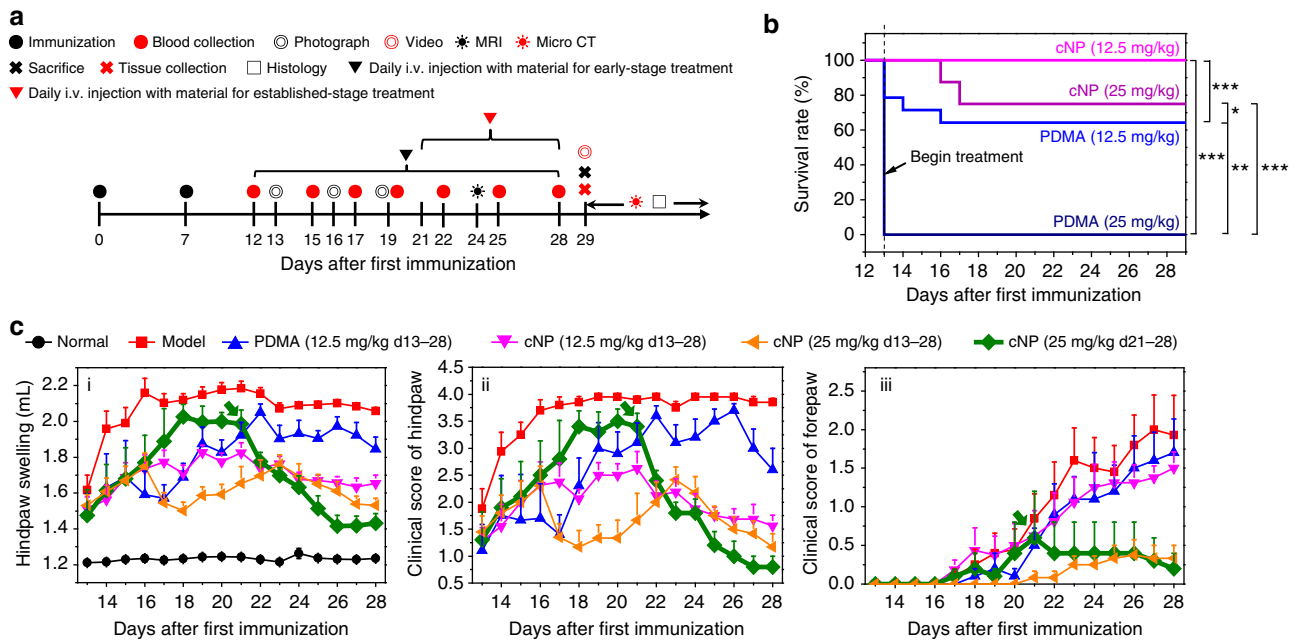 a
Immunization Blood collection Photograph Video MRI Micro CT
Sacrifice Tissue collection Histology Daily i.v. injection with material for early-stage treatment
Daily i.v. injection with material for established-stage treatment
0 7 12 13 15 16 17 19 21 22 24 25 28 29
Days after first immunization
b
Survival rate (%)
100
80
60
40
20
0
cNP (12.5 mg/kg)
cNP (25 mg/kg)
PDMA (12.5 mg/kg)
Begin treatment
PDMA (25 mg/kg)
***
*
***
**
***
12 14 16 18 20 22 24 26 28
Days after first immunization
c
Normal Model PDMA (12.5 mg/kg d13–28) cNP (12.5 mg/kg d13–28) cNP (25 mg/kg d13–28) cNP (25 mg/kg d21–28)
i
Hindpaw swelling (mL)
2.2
2.0
1.8
1.6
1.4
1.2
14 16 18 20 22 24 26 28
Days after first immunization
ii
Clinical score of hindpaw
4.5
4.0
3.5
3.0
2.5
2.0
1.5
1.0
0.5
14 16 18 20 22 24 26 28
Days after first immunization
iii
Clinical score of forepaw
2.5
2.0
1.5
1.0
0.5
0.0
14 16 18 20 22 24 26 28
Days after first immunization